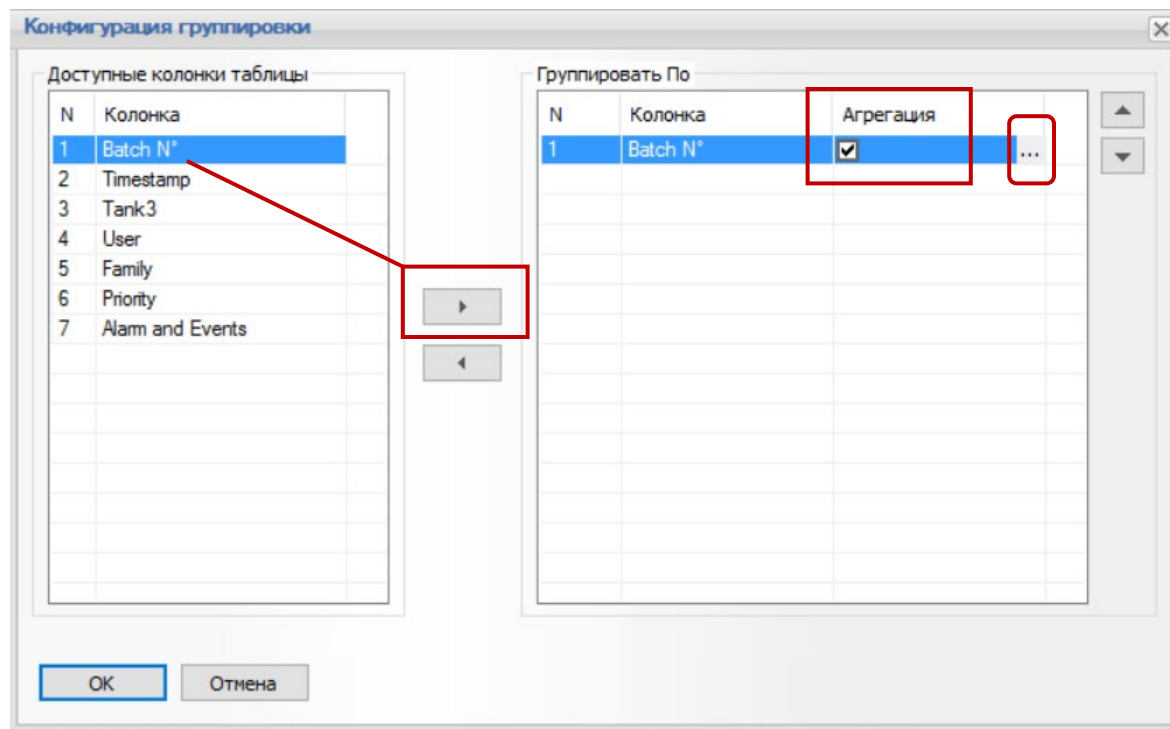 Конфигурация группировки
Доступные колонки таблицы
N Колонка
1 Batch N°
2 Timestamp
3 Tank3
4 User
5 Family
6 Priority
7 Alarm and Events
Группировать По
N Колонка Агрегация
1 Batch N° ...
OK Отмена